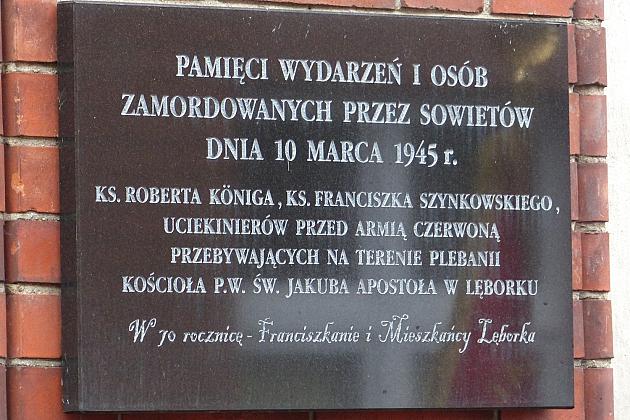 PAMIĘCI WYDARZEŃ I OSÓB
ZAMORDOWANYCH PRZEZ SOWIETÓW
DNIA 10 MARCA 1945 r.
KS. ROBERTA KÖNIGA, KS. FRANCISZKA SZYNKOWSKIEGO,
UCIEKINIERÓW PRZED ARMIĄ CZERWONĄ
PRZEBYWAJĄCYCH NA TERENIE PLEBANII
KOŚCIOŁA P.W. ŚW. JAKUBA APOSTOŁA W LĘBORKU
W 70 rocznicę - Franciszkanie i Mieszkańcy Lęborka